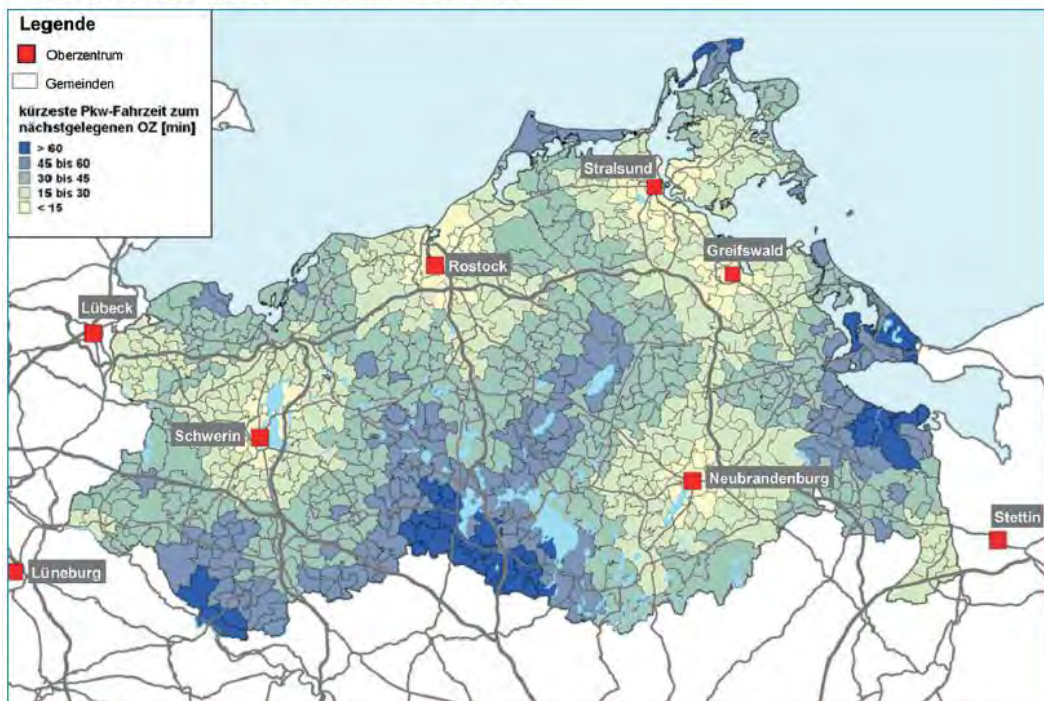 Legende
Oberzentrum
Gemeinden
kürzeste Pkw-Fahrzeit zum
nächstgelegenen OZ [min]
> 60
45 bis 60
30 bis 45
15 bis 30
< 15
Stralsund
Greifswald
Rostock
Lübeck
Schwerin
Neubrandenburg
Stettin
Lüneburg